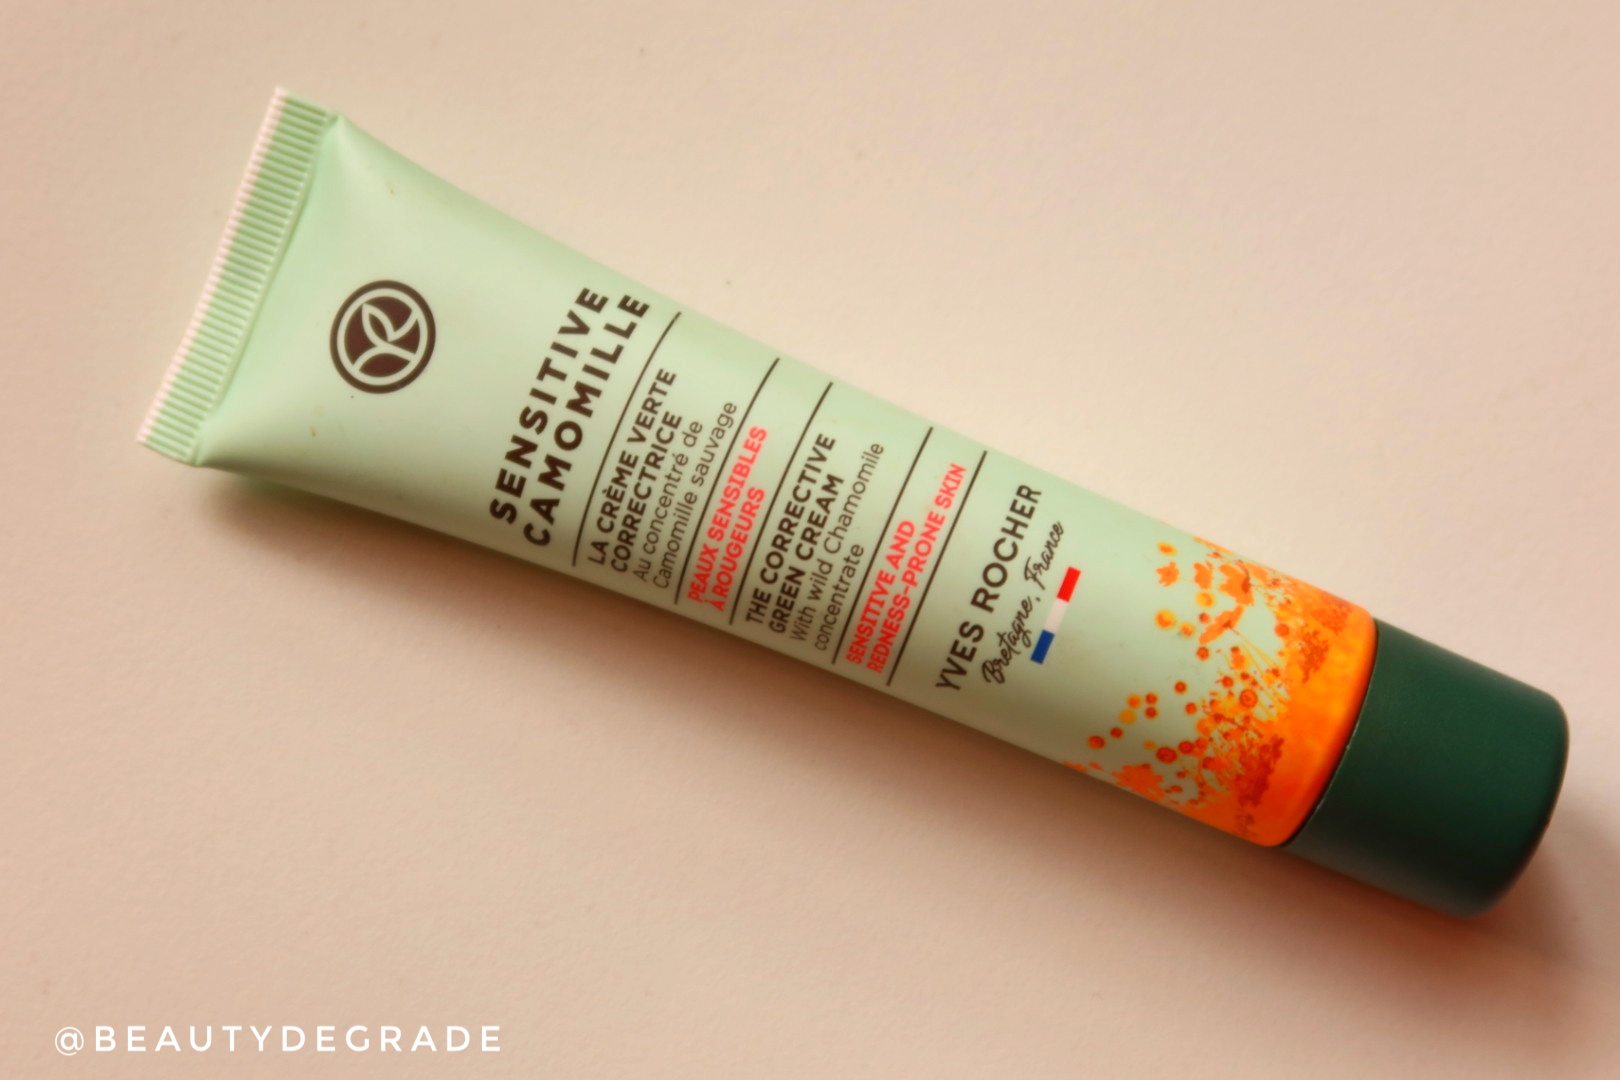 SENSITIVE
CAMOMILLE
LA CRÈME VERTE
CORRECTRICE
Au concentré de
Camomille sauvage
PEAUX SENSIBLES
À ROUGEURS
THE CORRECTIVE
GREEN CREAM
With wild Chamomile
concentrate
SENSITIVE AND
REDNESS-PRONE SKIN
YVES ROCHER
Bretagne, France
@BEAUTYDEGRADE